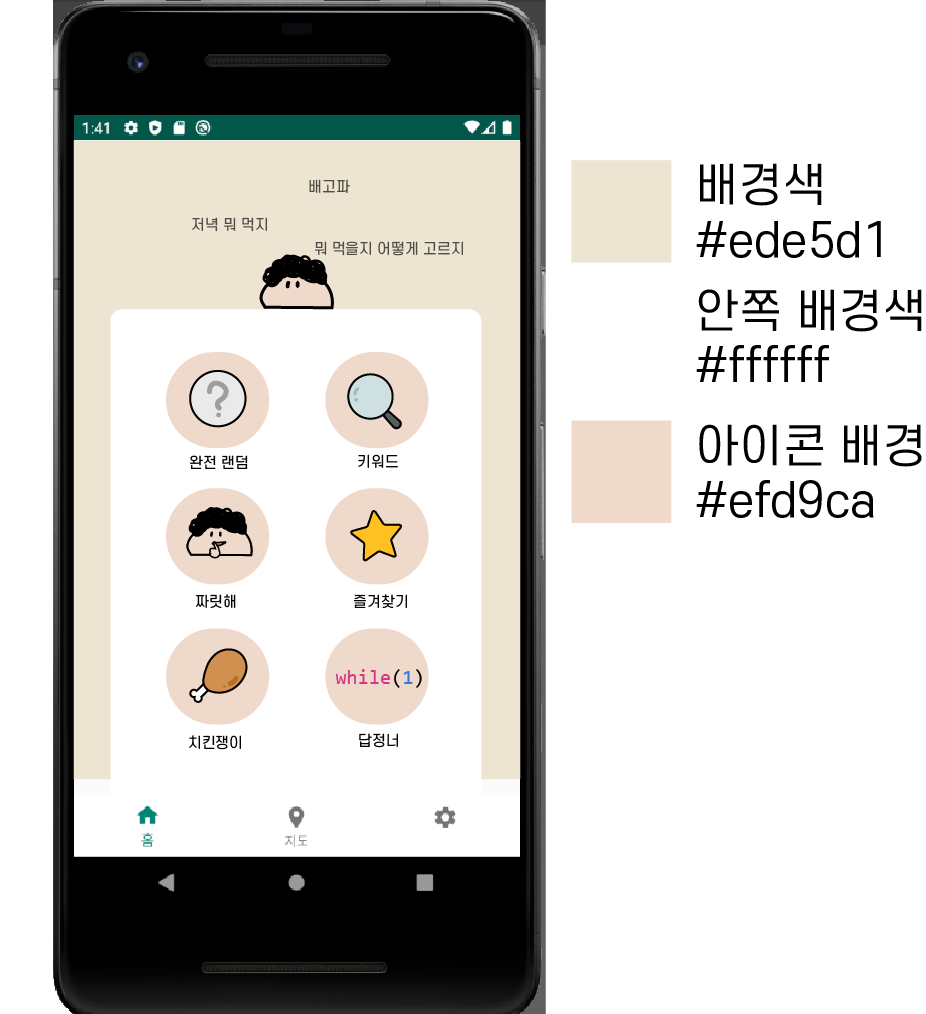 1:41
배고파
저녁 뭐 먹지
뭐 먹을지 어떻게 고르지
?
완전 랜덤
키워드
짜릿해
즐겨찾기
while(1)
치킨쟁이
답정너
홈
지도
배경색
#ede5d1
안쪽 배경색
#ffffff
아이콘 배경
#efd9ca